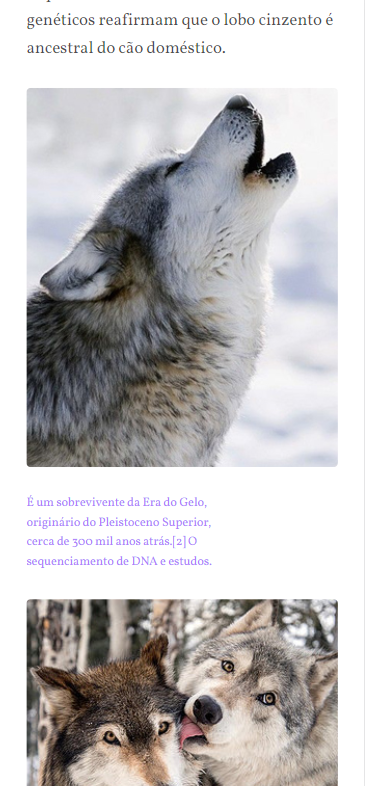 genéticos reafirmam que o lobo cinzento é
ancestral do cão doméstico.
É um sobrevivente da Era do Gelo,
originário do Pleistoceno Superior,
cerca de 300 mil anos atrás.[2] O
sequenciamento de DNA e estudos.